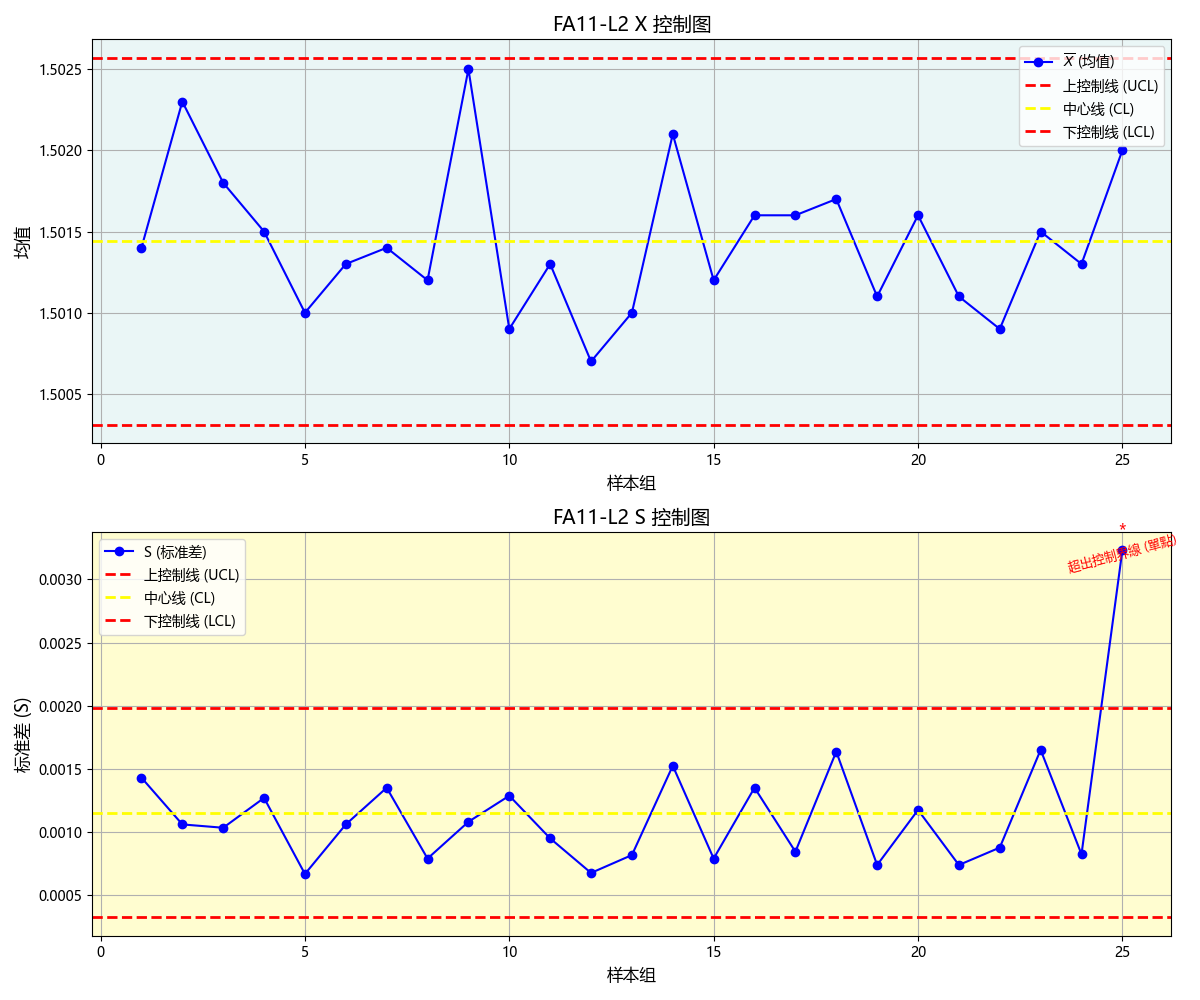 FA11-L2 X 控制图
X (均值)
上控制线 (UCL)
中心线 (CL)
下控制线 (LCL)
均值
1.5025
1.5020
1.5015
1.5010
1.5005
0 5 10 15 20 25
样本组
FA11-L2 S 控制图
*
超出控制界線 (單點)
S (标准差)
上控制线 (UCL)
中心线 (CL)
下控制线 (LCL)
标准差 (S)
0.0030
0.0025
0.0020
0.0015
0.0010
0.0005
0 5 10 15 20 25
样本组